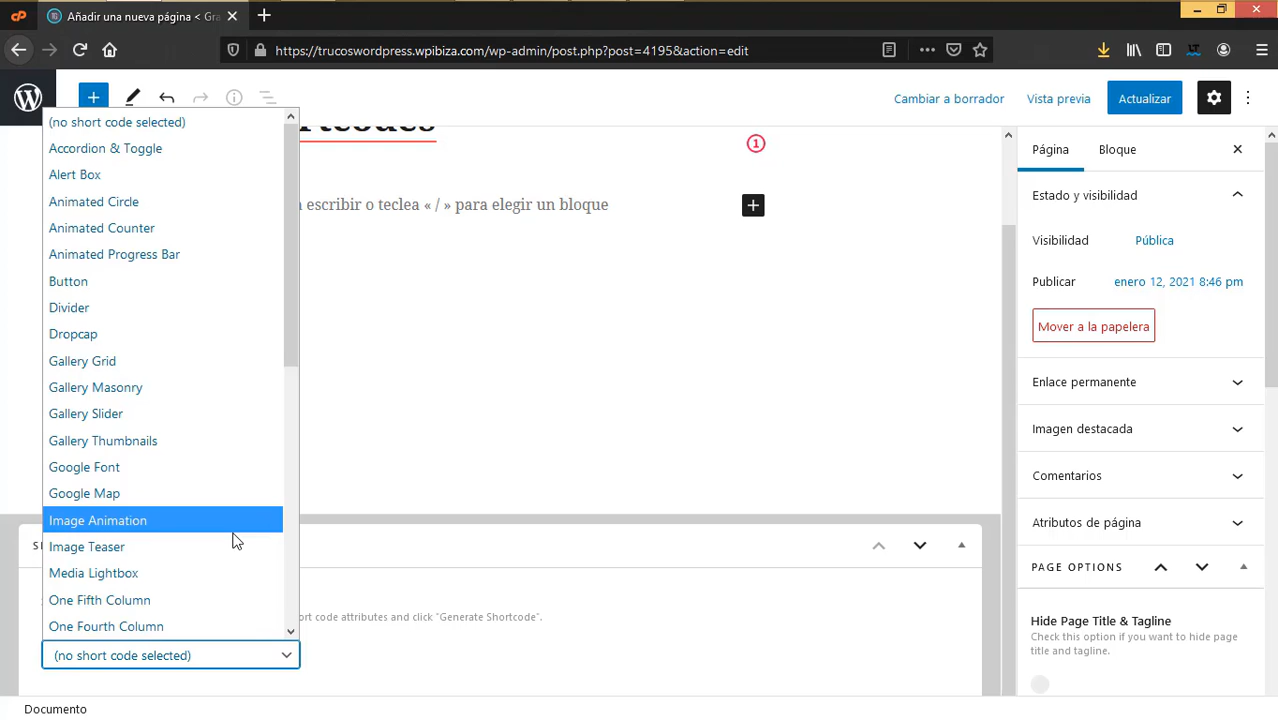 Añadir una nueva página < Gra
https://trucoswordpress.wpibiza.com/wp-admin/post.php?post=4195&action=edit
Cambiar a borrador
Vista previa
Actualizar
(no short code selected)
Accordion & Toggle
Alert Box
Animated Circle
Animated Counter
Animated Progress Bar
Button
Divider
Dropcap
Gallery Grid
Gallery Masonry
Gallery Slider
Gallery Thumbnails
Google Font
Google Map
Image Animation
Image Teaser
Media Lightbox
One Fifth Column
One Fourth Column
(no short code selected)
1
escribir o teclea « / » para elegir un bloque
ort code attributes and click "Generate Shortcode".
Página
Bloque
Estado y visibilidad
Visibilidad
Pública
Publicar
enero 12, 2021 8:46 pm
Mover a la papelera
Enlace permanente
Imagen destacada
Comentarios
Atributos de página
PAGE OPTIONS
Hide Page Title & Tagline
Check this option if you want to hide page
title and tagline.
Documento